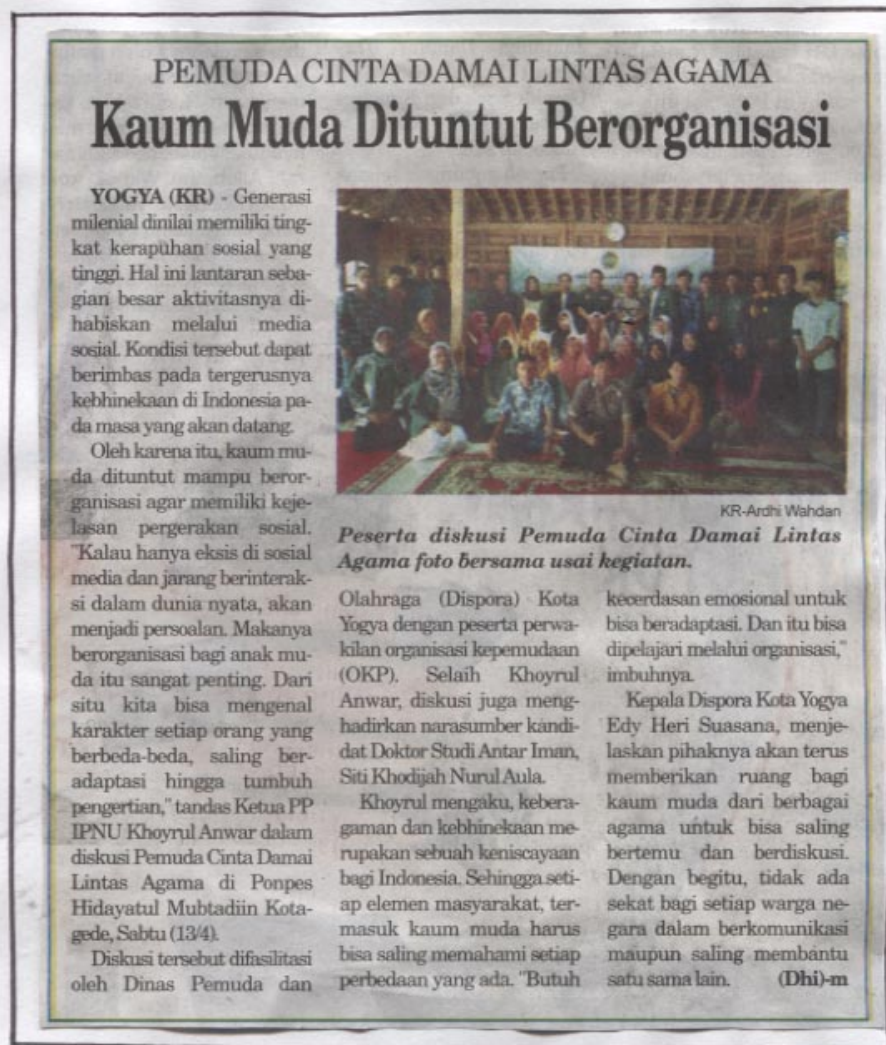 PEMUDA CINTA DAMAI LINTAS AGAMA
Kaum Muda Dituntut Berorganisasi
YOGYA (KR) - Generasi
milenial dinilai memiliki ting-
kat kerapuhan sosial yang
tinggi. Hal ini lantaran seba-
gian besar aktivitasnya di-
habiskan melalui media
sosial. Kondisi tersebut dapat
berimbas pada tergerusnya
kebhinekaan di Indonesia pa-
da masa yang akan datang.
Oleh karena itu, kaum mu-
da dituntut mampu beror-
ganisasi agar memiliki keje-
lasan pergerakan sosial.
"Kalau hanya eksis di sosial
media dan jarang berinterak-
si dalam dunia nyata, akan
menjadi persoalan. Makanya
berorganisasi bagi anak mu-
da itu sangat penting. Dari
situ kita bisa mengenal
karakter setiap orang yang
berbeda-beda, saling ber-
adaptasi hingga tumbuh
pengertian," tandas Ketua PP
IPNU Khoyrul Anwar dalam
diskusi Pemuda Cinta Damai
Lintas Agama di Ponpes
Hidayatul Mubtadiin Kota-
gede, Sabtu (13/4).
Diskusi tersebut difasilitasi
oleh Dinas Pemuda dan
KR-Ardhi Wahdan
Peserta diskusi Pemuda Cinta Damai Lintas
Agama foto bersama usai kegiatan.
Olahraga (Dispora) Kota
Yogya dengan peserta perwa-
kilan organisasi kepemudaan
(OKP). Selaih Khoyrul
Anwar, diskusi juga meng-
hadirkan narasumber kandi-
dat Doktor Studi Antar Iman,
Siti Khodijah Nurul Aula.
Khoyrul mengaku, kebera-
gaman dan kebhinekaan me-
rupakan sebuah keniscayaan
bagi Indonesia. Sehingga seti-
ap elemen masyarakat, ter-
masuk kaum muda harus
bisa saling memahami setiap
perbedaan yang ada. "Butuh
kecerdasan emosional untuk
bisa beradaptasi. Dan itu bisa
dipelajari melalui organisasi,"
imbuhnya.
Kepala Dispora Kota Yogya
Edy Heri Suasana, menje-
laskan pihaknya akan terus
memberikan ruang bagi
kaum muda dari berbagai
agama untuk bisa saling
bertemu dan berdiskusi.
Dengan begitu, tidak ada
sekat bagi setiap warga ne-
gara dalam berkomunikasi
maupun saling membantu
satu sama lain. (Dhi)-m